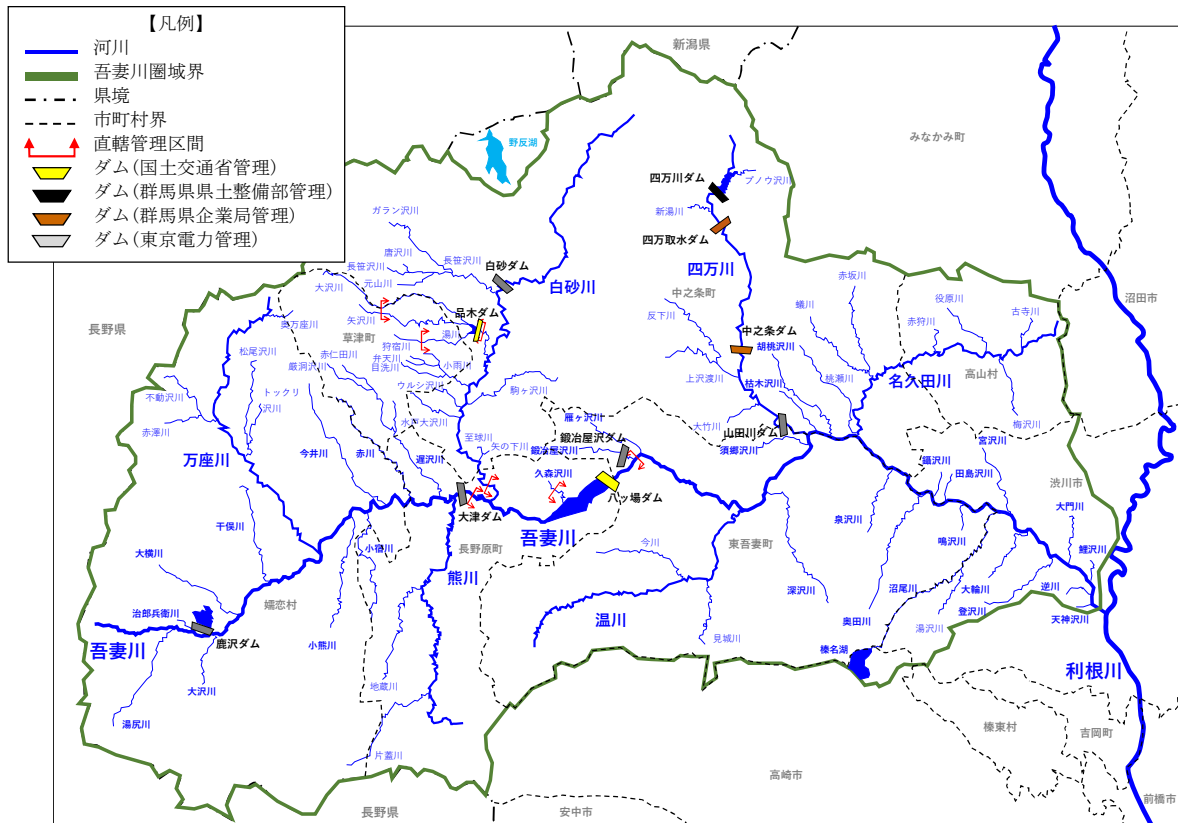 【凡例】
河川
吾妻川圏域界
県境
市町村界
直轄管理区間
ダム(国土交通省管理)
ダム(群馬県県土整備部管理)
ダム(群馬県企業局管理)
ダム(東京電力管理)
新潟県
みなかみ町
沼田市
野反湖
四万川ダム
ブノウ沢川
新湯川
四万取水ダム
四万川
中之条町
ガラン沢川
唐沢川
長笹沢川
長笹沢川
元山川
大沢川
白砂ダム
白砂川
品木ダム
矢沢川
湯川
草津町
狩宿川
弁天川
目洗川
小雨川
長野県
奥万座川
松尾沢川
赤仁田川
厳洞沢川
ウルシ沢川
トックリ
沢川
不動沢川
赤澤川
水戸大沢川
駒ヶ沢川
反下川
上沢渡川
中之条ダム
胡桃沢川
枯木沢川
蟻川
赤坂川
桃瀬川
役原川
赤狩川
古寺川
名久田川
高山村
梅沢川
大竹川
山田川ダム
須郷沢川
雁ヶ沢川
鍛冶屋沢ダム
鍛冶屋沢川
矢の下川
至球川
久森沢川
八ッ場ダム
万座川
今井川
赤川
遅沢川
大津ダム
吾妻川
長野原町
干俣川
大横川
小宿川
熊川
宮沢川
鑷沢川
田島沢川
渋川市
大門川
鯉沢川
泉沢川
鳴沢川
東吾妻町
今川
温川
深沢川
沼尾川
大輪川
逆川
登沢川
天神沢川
奥田川
湯沢川
見城川
榛名湖
嬬恋村
治郎兵衛川
鹿沢ダム
吾妻川
大沢川
湯尻川
小熊川
地蔵川
片蓋川
利根川
榛東村
吉岡町
高崎市
前橋市
長野県
安中市